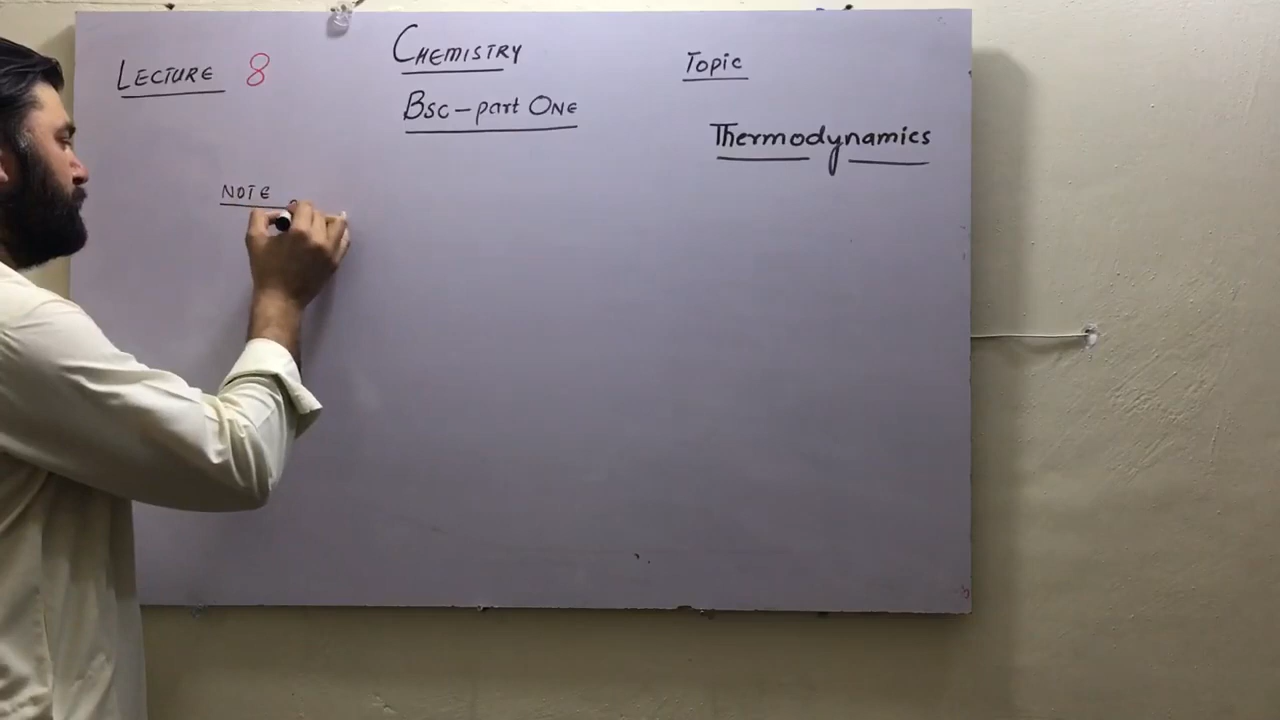 LECTURE 8
CHEMISTRY
BSC - part ONE
Topic
Thermodynamics
NOTE